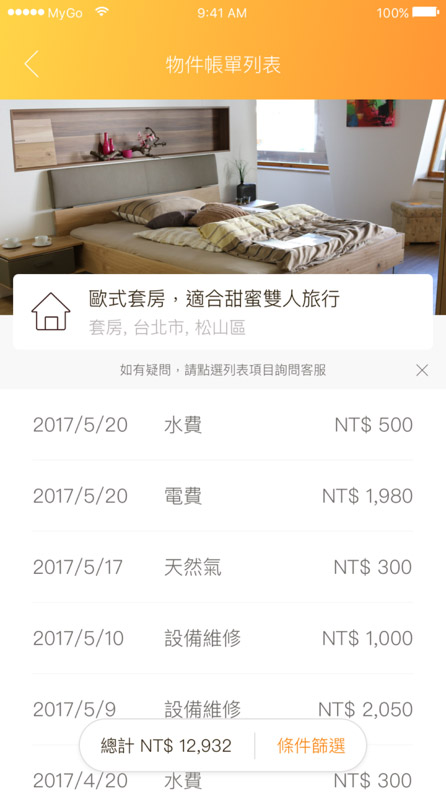 MyGo 9:41 AM 100%
物件帳單列表
歐式套房，適合甜蜜雙人旅行
套房, 台北市, 松山區
如有疑問，請點選列表項目詢問客服
2017/5/20 水費 NT$ 500
2017/5/20 電費 NT$ 1,980
2017/5/17 天然氣 NT$ 300
2017/5/10 設備維修 NT$ 1,000
2017/5/9 設備維修 NT$ 2,050
總計 NT$ 12,932 條件篩選
2017/4/20 水費 NT$ 300